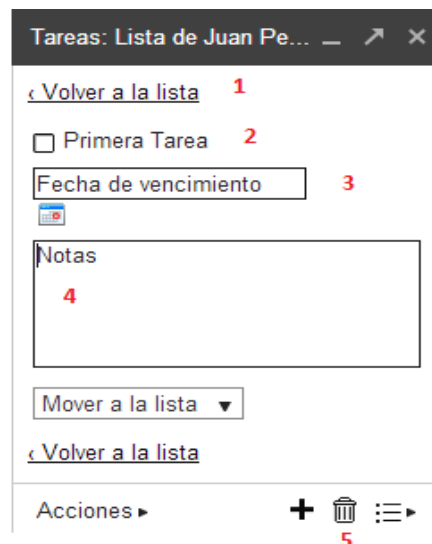 Tareas: Lista de Juan Pe...
‹ Volver a la lista 1
Primera Tarea 2
Fecha de vencimiento 3
Notas
4
Mover a la lista
‹ Volver a la lista
Acciones
5